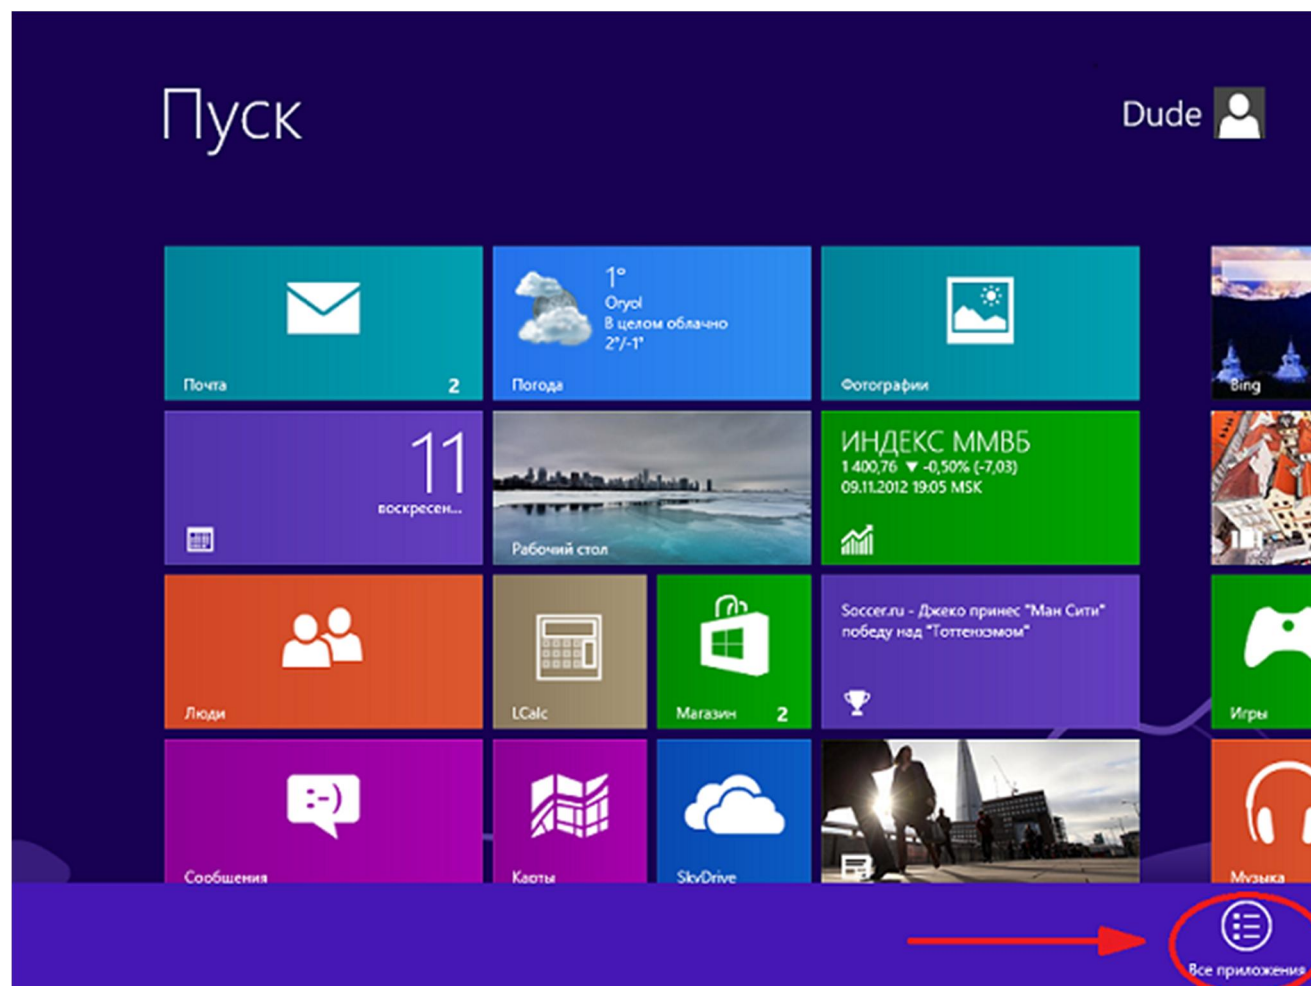 Пуск
Dude
Почта
2
1°
Oryol
В целом облачно
2°/-1°
Погода
Фотографии
Bing
11
воскресен...
Рабочий стол
ИНДЕКС ММВБ
1 400,76 ▼ -0,50% (-7,03)
09.11.2012 19:05 MSK
Люди
LCalc
Магазин
2
Soccer.ru - Джеко принес "Ман Сити"
победу над "Тоттенхэмом"
Игры
:-)
Сообщения
Карты
SkyDrive
Музыка
Все приложения